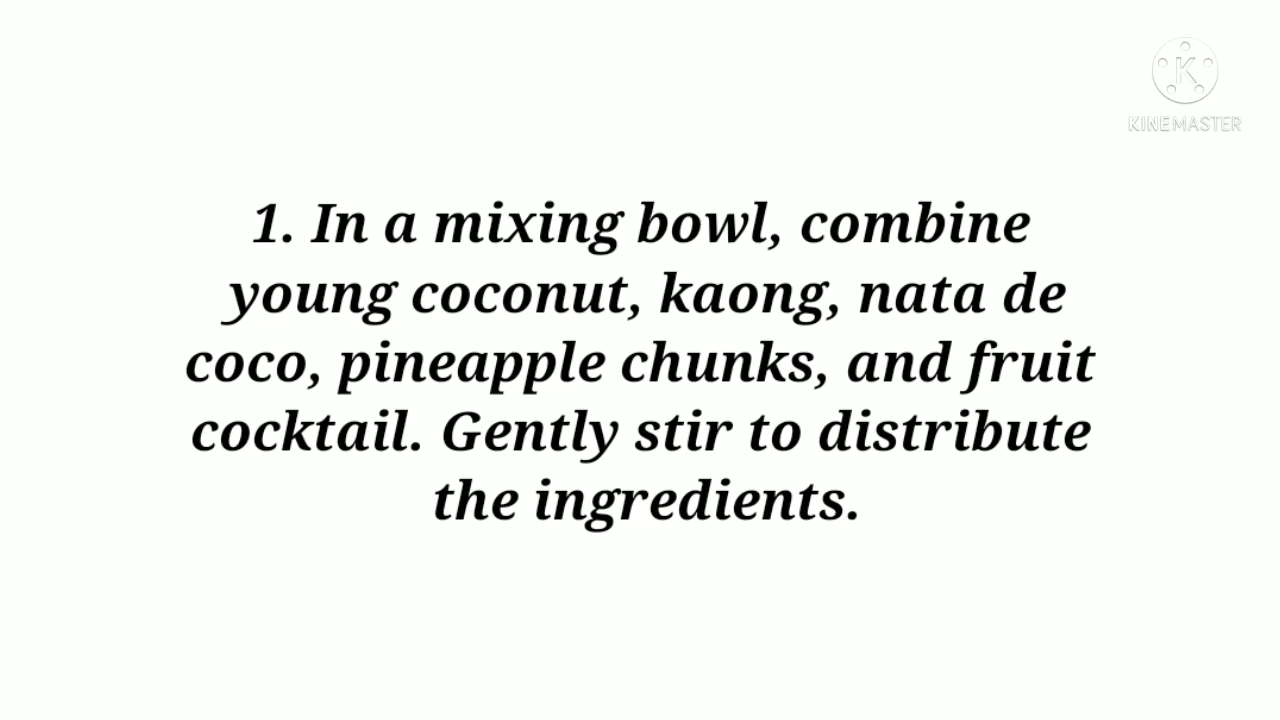 KINEMASTER
1. In a mixing bowl, combine
young coconut, kaong, nata de
coco, pineapple chunks, and fruit
cocktail. Gently stir to distribute
the ingredients.